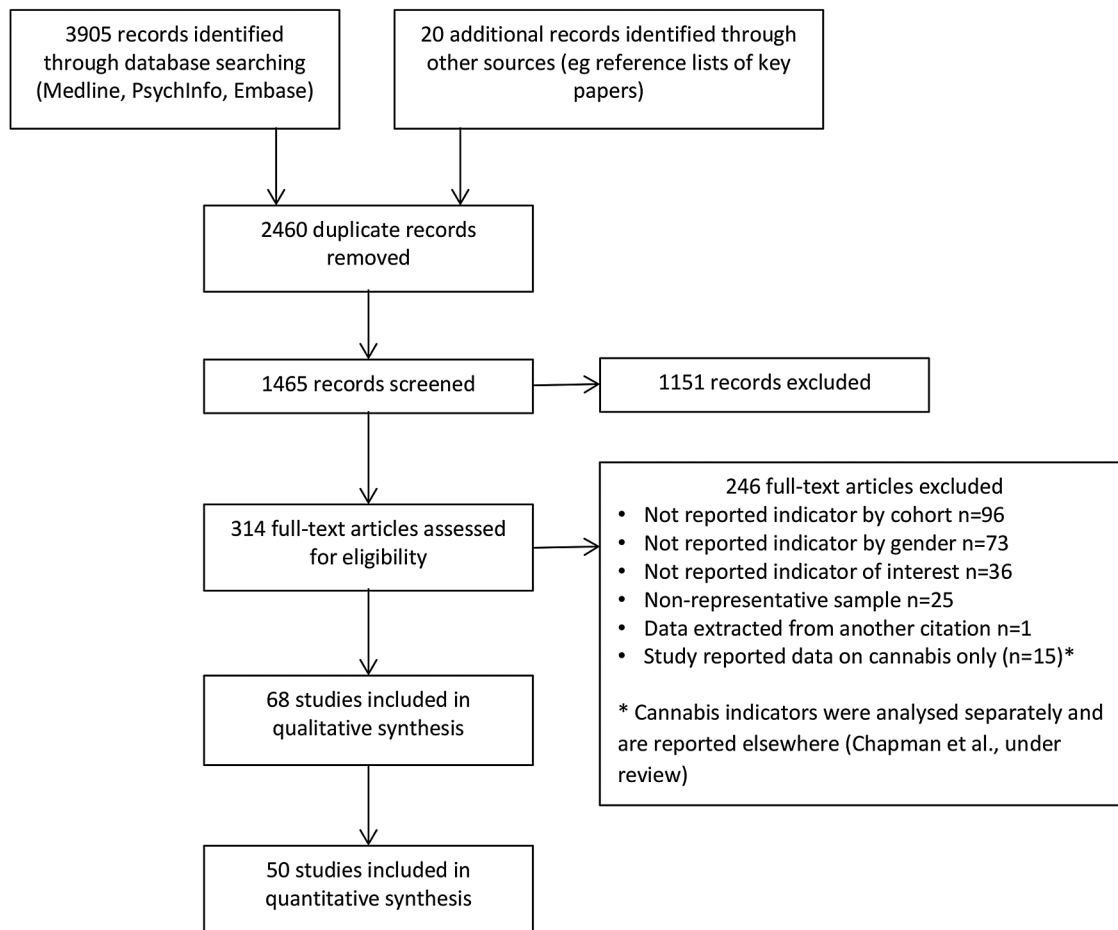 3905 records identified
through database searching
(Medline, PsychInfo, Embase)
20 additional records identified through
other sources (eg reference lists of key
papers)
2460 duplicate records
removed
1465 records screened
1151 records excluded
314 full-text articles assessed
for eligibility
246 full-text articles excluded
• Not reported indicator by cohort n=96
• Not reported indicator by gender n=73
• Not reported indicator of interest n=36
• Non-representative sample n=25
• Data extracted from another citation n=1
• Study reported data on cannabis only (n=15)*
* Cannabis indicators were analysed separately and
are reported elsewhere (Chapman et al., under
review)
68 studies included in
qualitative synthesis
50 studies included in
quantitative synthesis